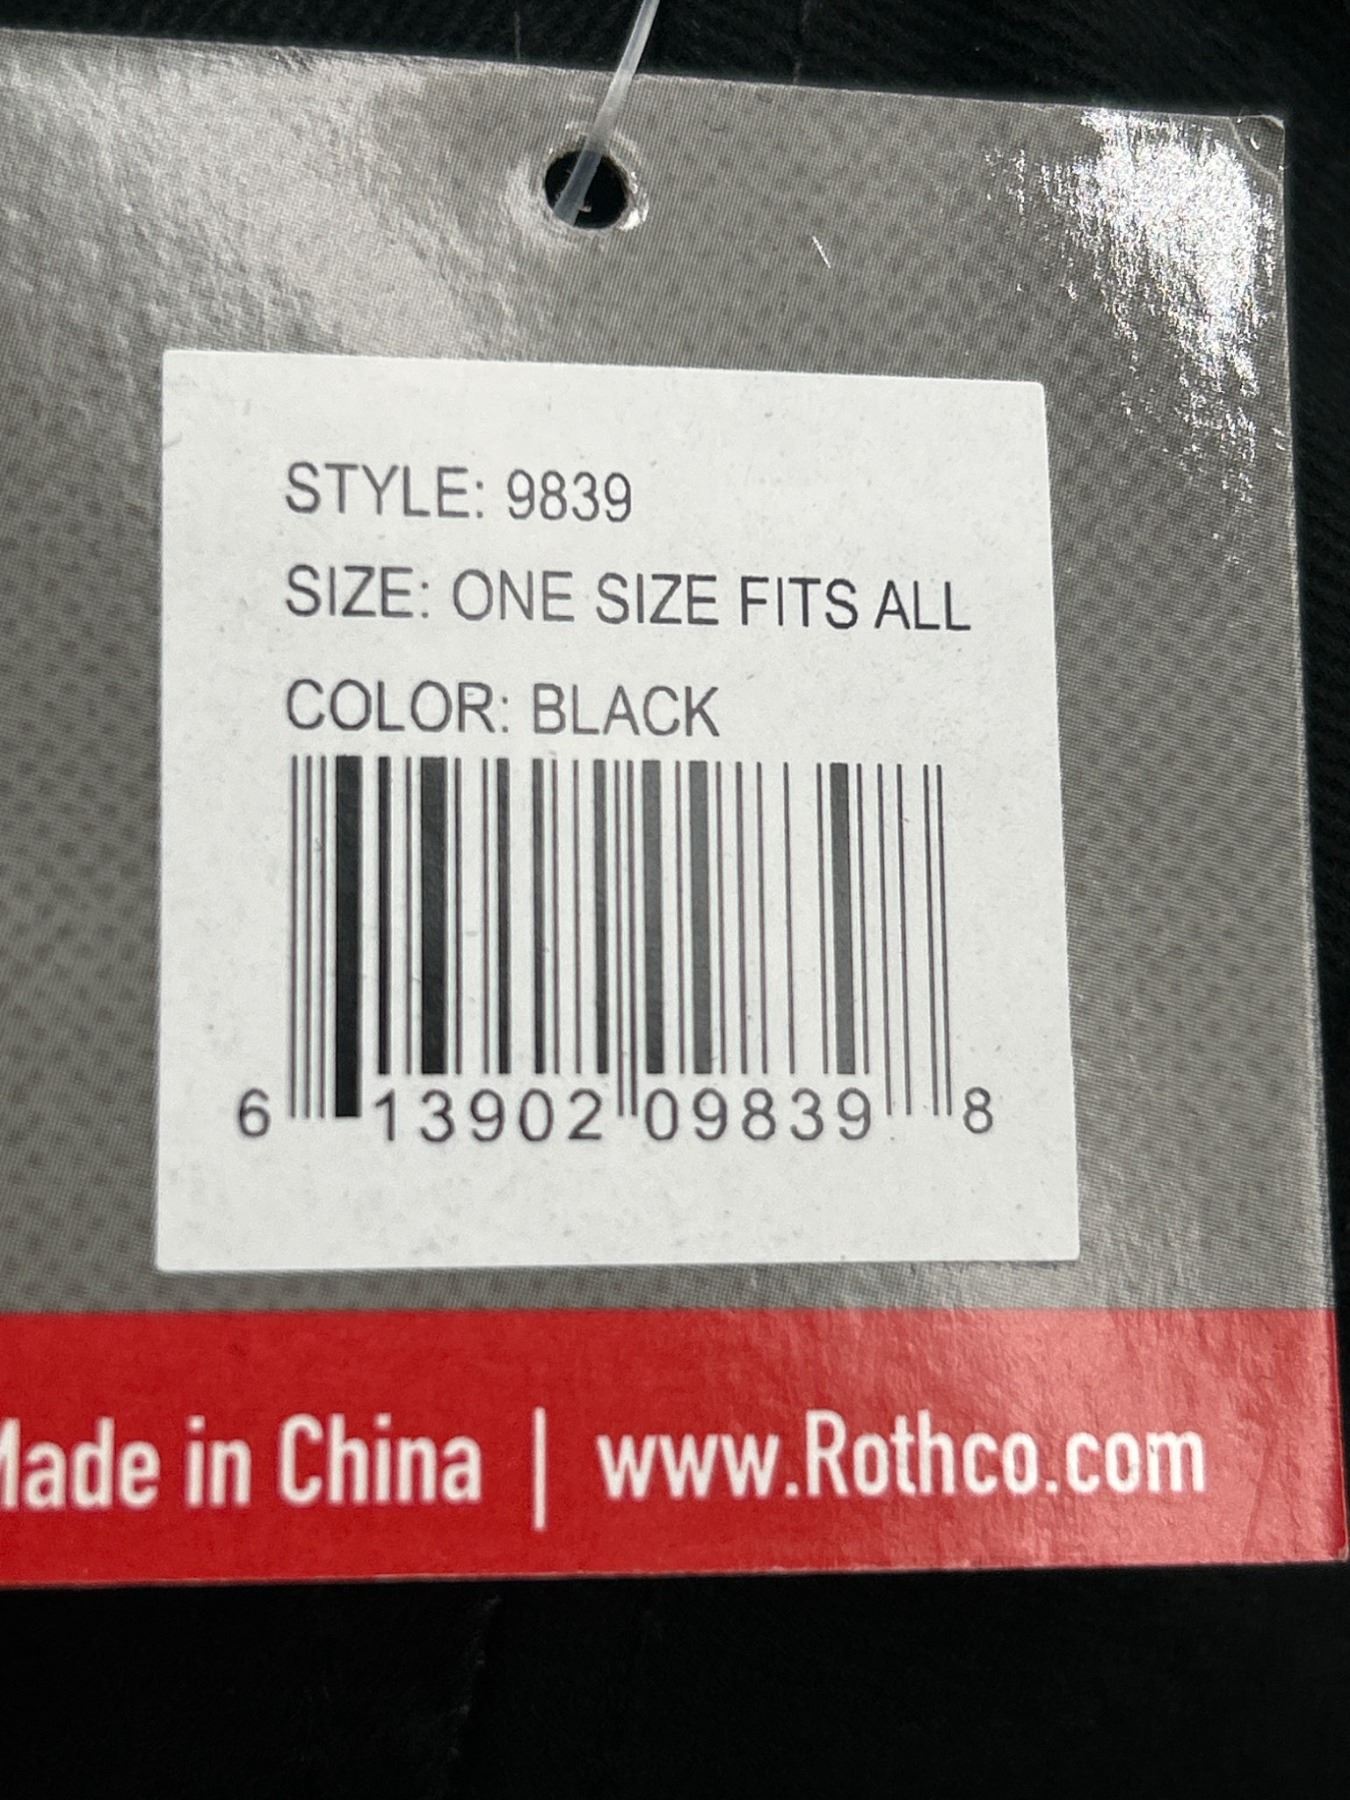 STYLE: 9839
SIZE: ONE SIZE FITS ALL
COLOR: BLACK
6 13902 09839 8
Made in China | www.Rothco.com